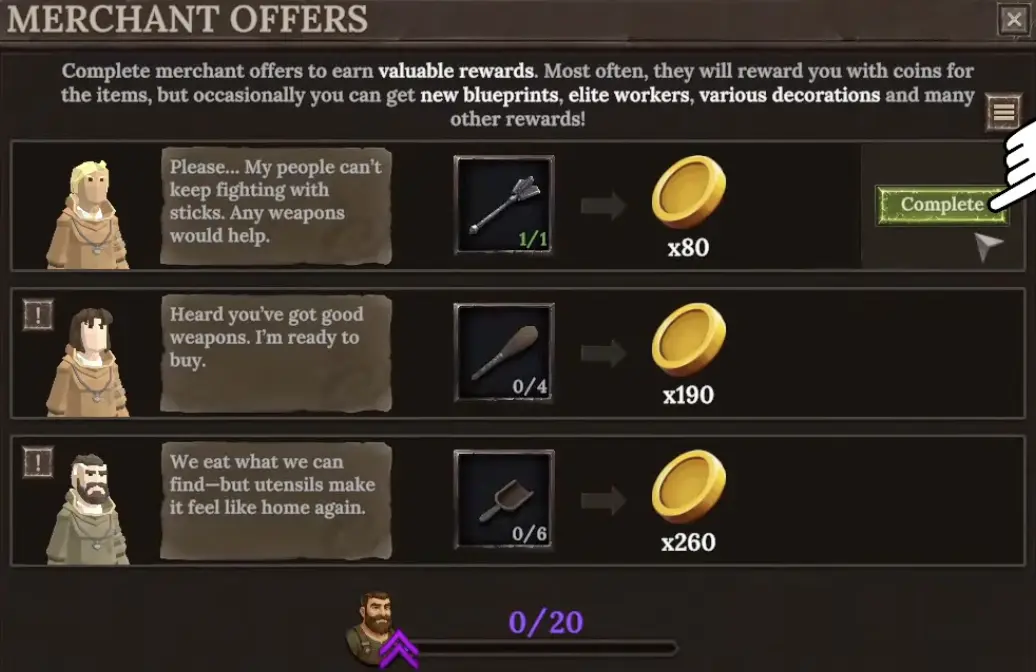 MERCHANT OFFERS
Complete merchant offers to earn valuable rewards. Most often, they will reward you with coins for
the items, but occasionally you can get new blueprints, elite workers, various decorations and many
other rewards!
Please... My people can't
keep fighting with
sticks. Any weapons
would help.
1/1
x80
Complete
!
Heard you've got good
weapons. I'm ready to
buy.
0/4
x190
!
We eat what we can
find—but utensils make
it feel like home again.
0/6
x260
0/20